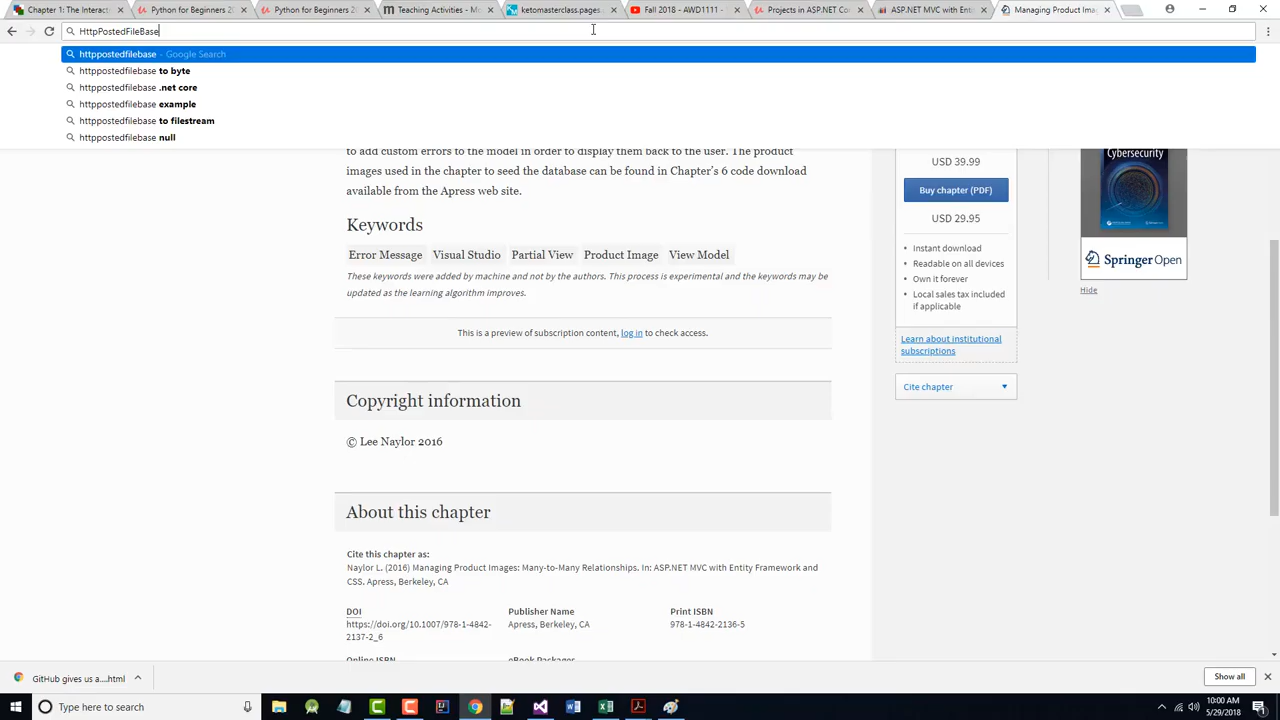 Chapter 1: The Interact
Python for Beginners 20
Python for Beginners 20
Teaching Activities - Mo
ketomasterclass.pages.
Fall 2018 - AWD1111 -
Projects in ASP.NET Co
ASP.NET MVC with Enti
Managing Product Imag
HttpPostedFileBase
httppostedfilebase - Google Search
httppostedfilebase to byte
httppostedfilebase .net core
httppostedfilebase example
httppostedfilebase to filestream
httppostedfilebase null
to add custom errors to the model in order to display them back to the user. The product
images used in the chapter to seed the database can be found in Chapter's 6 code download
available from the Apress web site.
Keywords
Error Message Visual Studio Partial View Product Image View Model
These keywords were added by machine and not by the authors. This process is experimental and the keywords may be
updated as the learning algorithm improves.
This is a preview of subscription content, log in to check access.
Copyright information
© Lee Naylor 2016
About this chapter
Cite this chapter as:
Naylor L. (2016) Managing Product Images: Many-to-Many Relationships. In: ASP.NET MVC with Entity Framework and
CSS. Apress, Berkeley, CA
DOI
https://doi.org/10.1007/978-1-4842-
2137-2_6
Publisher Name
Apress, Berkeley, CA
Print ISBN
978-1-4842-2136-5
Online ISBN
eBook Packages
USD 39.99
Buy chapter (PDF)
USD 29.95
Instant download
Readable on all devices
Own it forever
Local sales tax included
if applicable
Learn about institutional
subscriptions
Cite chapter
Cybersecurity
Springer Open
Hide
GitHub gives us a....html
Show all
Type here to search
10:00 AM
5/29/2018